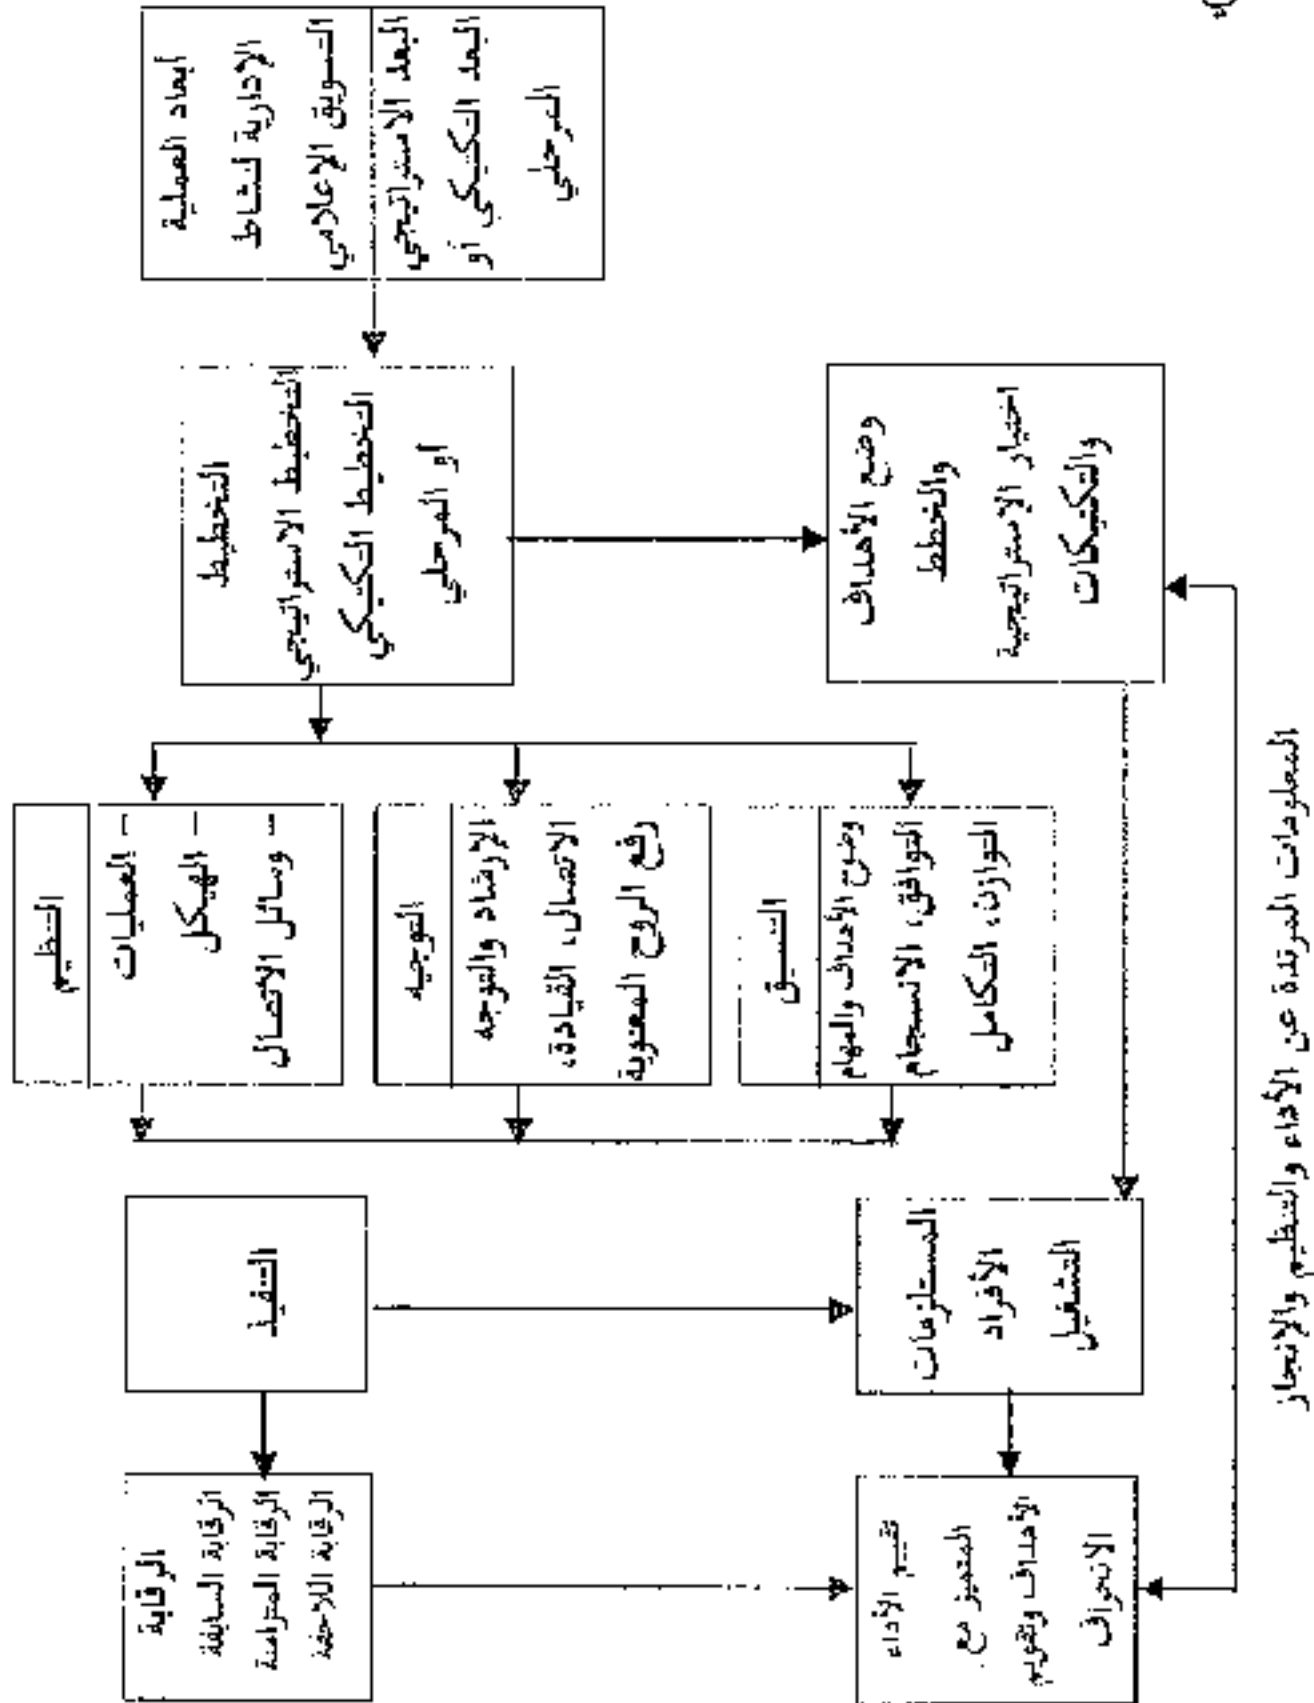 أبعاد العملية
الإدارية لنشاط
التسويق الإعلامي
البعد الاستراتيجي
البعد التكتيكي أو
المرحلي
التخطيط
التخطيط الاستراتيجي
التخطيط التكتيكي
أو المرحلي
وضع الأهداف
والخطط
اختيار الاستراتيجية
والتكتيكات
التنظيم
– العمليات
– الهيكل
– وسائل الاتصال
التوجيه
الإرشاد والتوجه
الاتصال، القيادة،
رفع الروح المعنوية
التنسيق
وضوح الأهداف والمهام
التوافق، الانسجام
التوازن، التكامل
التنفيذ
المستلزمات
الأفراد
التشغيل
الرقابة
الرقابة السابقة
الرقابة المتزامنة
الرقابة اللاحقة
تقييم الأداء
المتميز مع
الأهداف وتقويم
الانحراف
المعلومات المرتدة عن الأداء والتنظيم والإنجاز